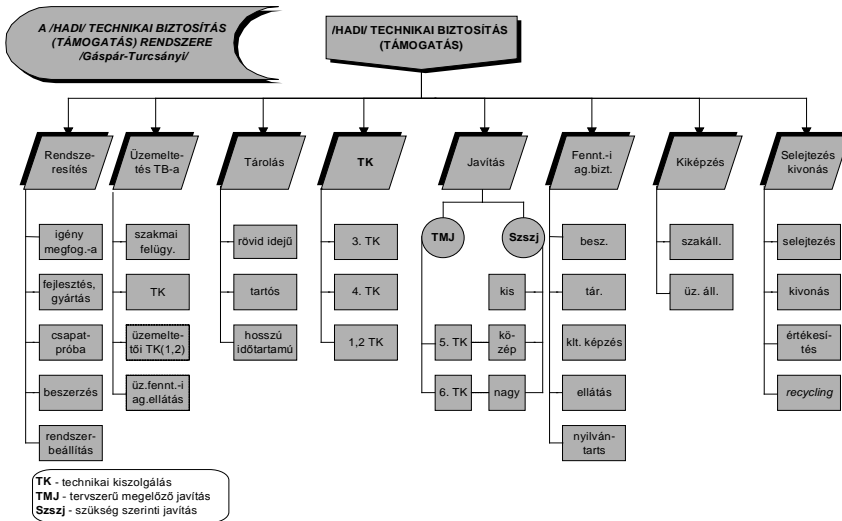 A /HADI/ TECHNIKAI BIZTOSÍTÁS
(TÁMOGATÁS) RENDSZERE
/Gáspár-Turcsányi/
/HADI/ TECHNIKAI BIZTOSÍTÁS
(TÁMOGATÁS)
Rendsze-
resítés
igény
megfog.-a
fejlesztés,
gyártás
csapat-
próba
beszerzés
rendszer-
beállítás
Üzemelte-
tés TB-a
szakmai
felügy.
TK
üzemelte-
tői TK(1,2)
üz.fennt.-i
ag.ellátás
Tárolás
rövid idejű
tartós
hosszú
időtartamú
TK
3. TK
4. TK
1,2 TK
Javítás
TMJ
Szszj
kis
5. TK
kö-
zép
6. TK
nagy
Fennt.-i
ag.bizt.
besz.
tár.
klt. képzés
ellátás
nyilván-
tarts
Kiképzés
szakáll.
üz. áll.
Selejtezés
kivonás
selejtezés
kivonás
értékesí-
tés
recycling
TK - technikai kiszolgálás
TMJ - tervszerű megelőző javítás
Szszj - szükség szerinti javítás